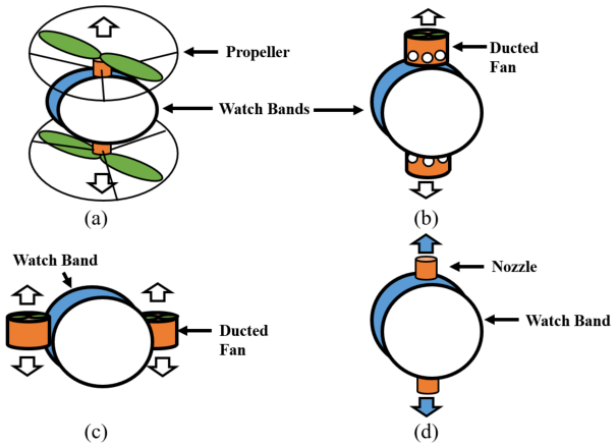 Propeller
Watch Bands
(a)
Ducted
Fan
(b)
Watch Band
Ducted
Fan
(c)
Nozzle
Watch Band
(d)